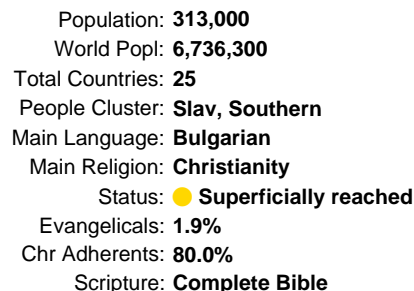 Population: 313,000
World Popl: 6,736,300
Total Countries: 25
People Cluster: Slav, Southern
Main Language: Bulgarian
Main Religion: Christianity
Status: Superficially reached
Evangelicals: 1.9%
Chr Adherents: 80.0%
Scripture: Complete Bible